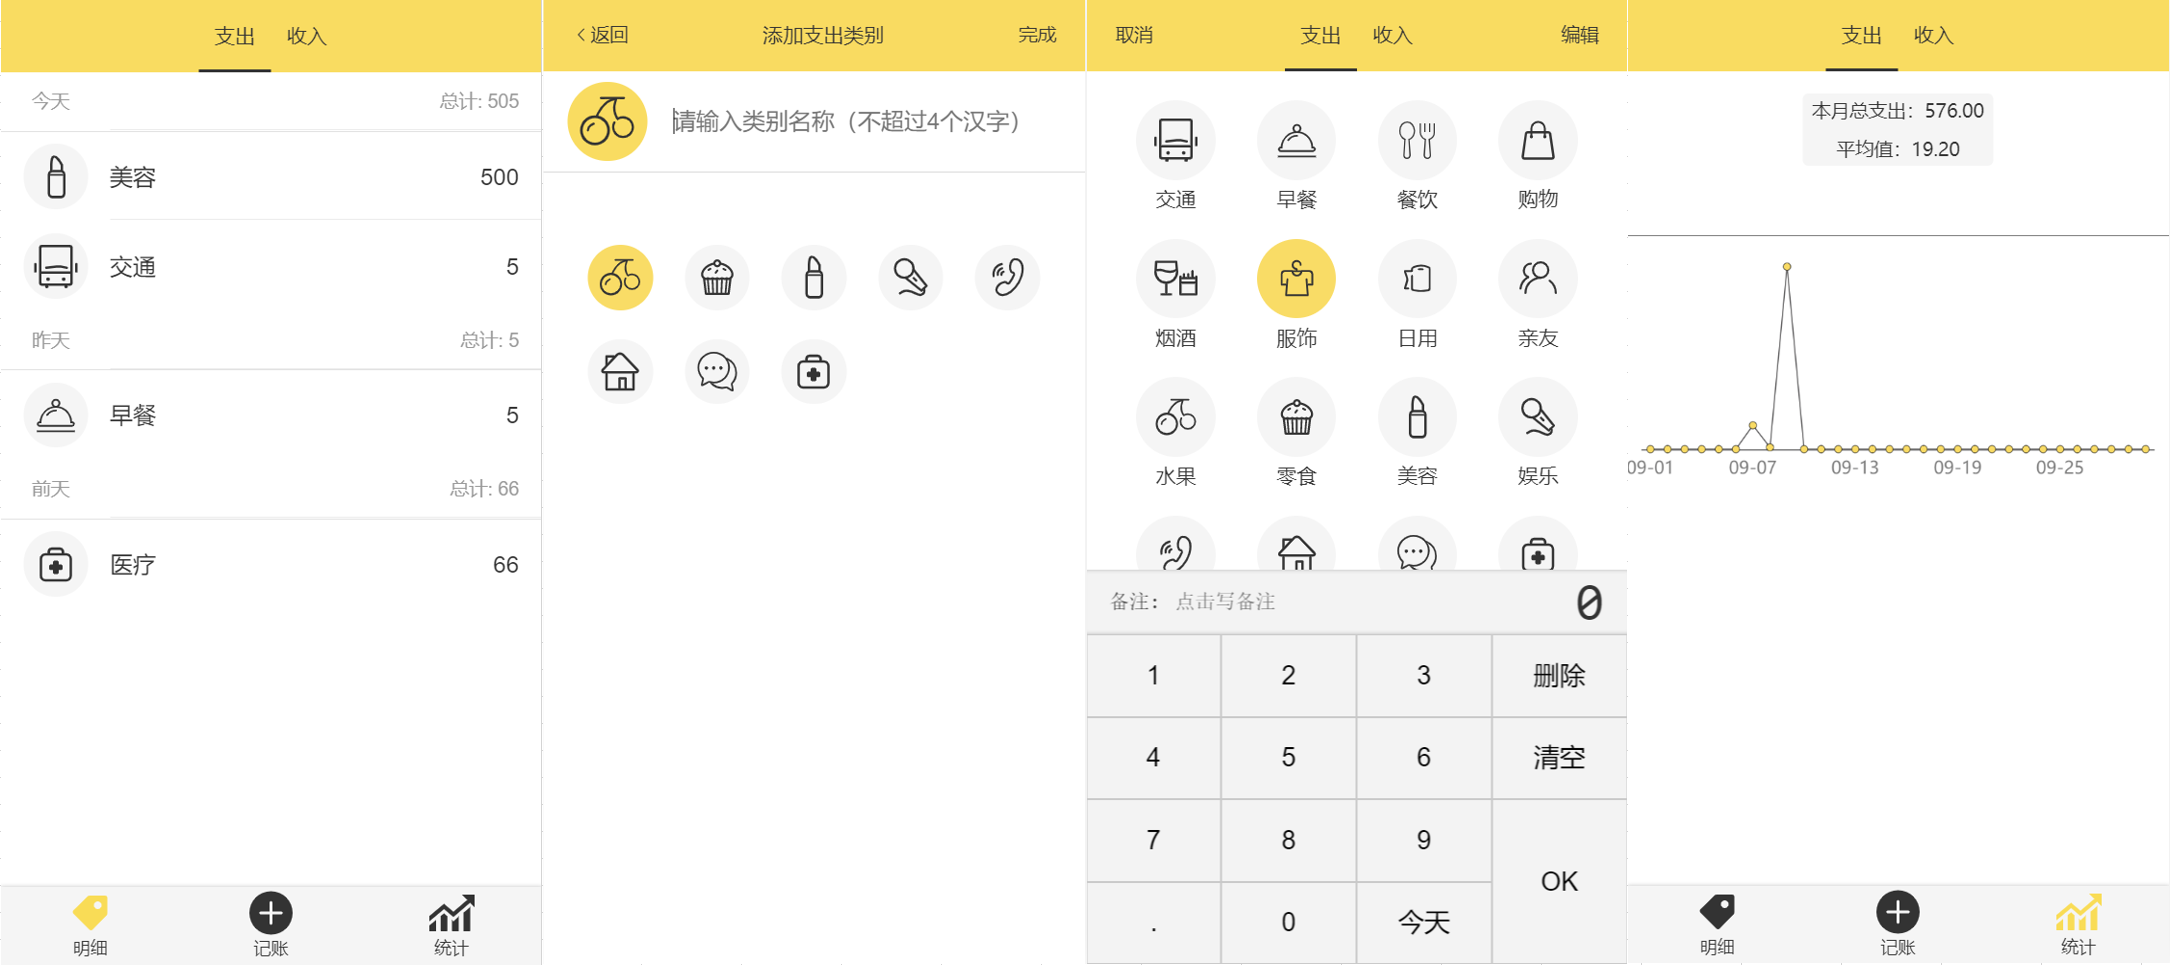 支出 收入
今天 总计: 505
美容 500
交通 5
昨天 总计: 5
早餐 5
前天 总计: 66
医疗 66
明细 记账 统计
返回 添加支出类别 完成
请输入类别名称（不超过4个汉字）
取消 支出 收入 编辑
交通 早餐 餐饮 购物
烟酒 服饰 日用 亲友
水果 零食 美容 娱乐
备注： 点击写备注 0
1 2 3 删除
4 5 6 清空
7 8 9 OK
. 0 今天
支出 收入
本月总支出：576.00
平均值：19.20
09-01 09-07 09-13 09-19 09-25
明细 记账 统计